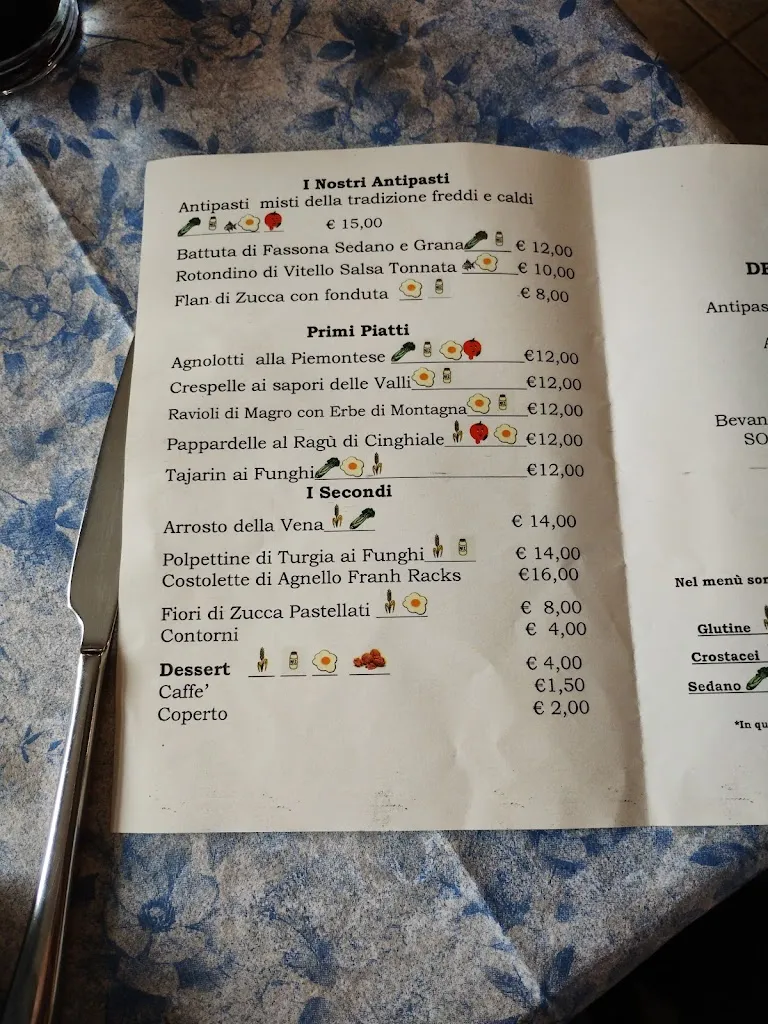 I Nostri Antipasti
Antipasti misti della tradizione freddi e caldi
€ 15,00
Battuta di Fassona Sedano e Grana € 12,00
Rotondino di Vitello Salsa Tonnata € 10,00
Flan di Zucca con fonduta € 8,00
Primi Piatti
Agnolotti alla Piemontese €12,00
Crespelle ai sapori delle Valli €12,00
Ravioli di Magro con Erbe di Montagna €12,00
Pappardelle al Ragù di Cinghiale €12,00
Tajarin ai Funghi €12,00
I Secondi
Arrosto della Vena € 14,00
Polpettine di Turgia ai Funghi € 14,00
Costolette di Agnello Franh Racks €16,00
Fiori di Zucca Pastellati € 8,00
Contorni € 4,00
Dessert € 4,00
Caffe' €1,50
Coperto € 2,00
DE
Antipas
A
Bevan
SO
Nel menù sor
Glutine
Crostacei
Sedano
*In qu